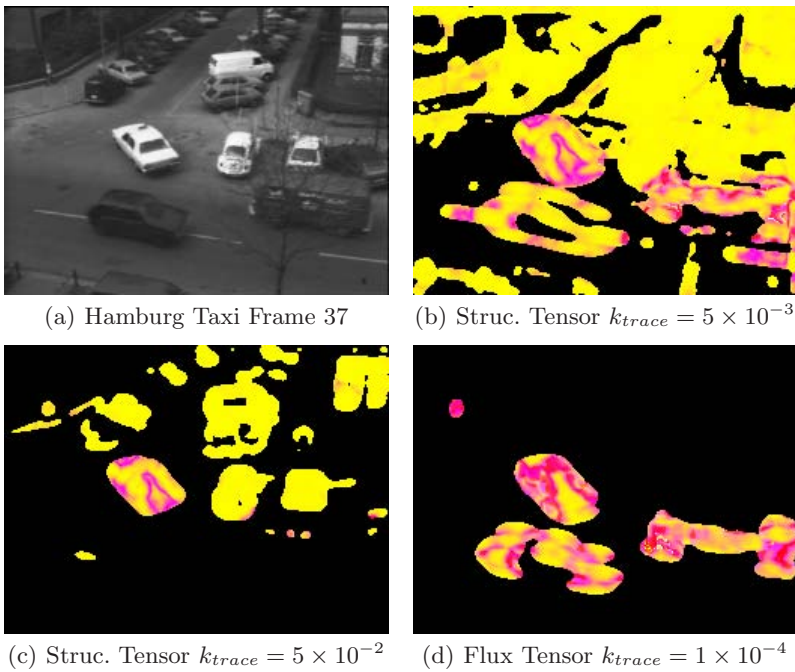 (a) Hamburg Taxi Frame 37
(b) Struc. Tensor k_trace = 5 × 10⁻³
(c) Struc. Tensor k_trace = 5 × 10⁻²
(d) Flux Tensor k_trace = 1 × 10⁻⁴